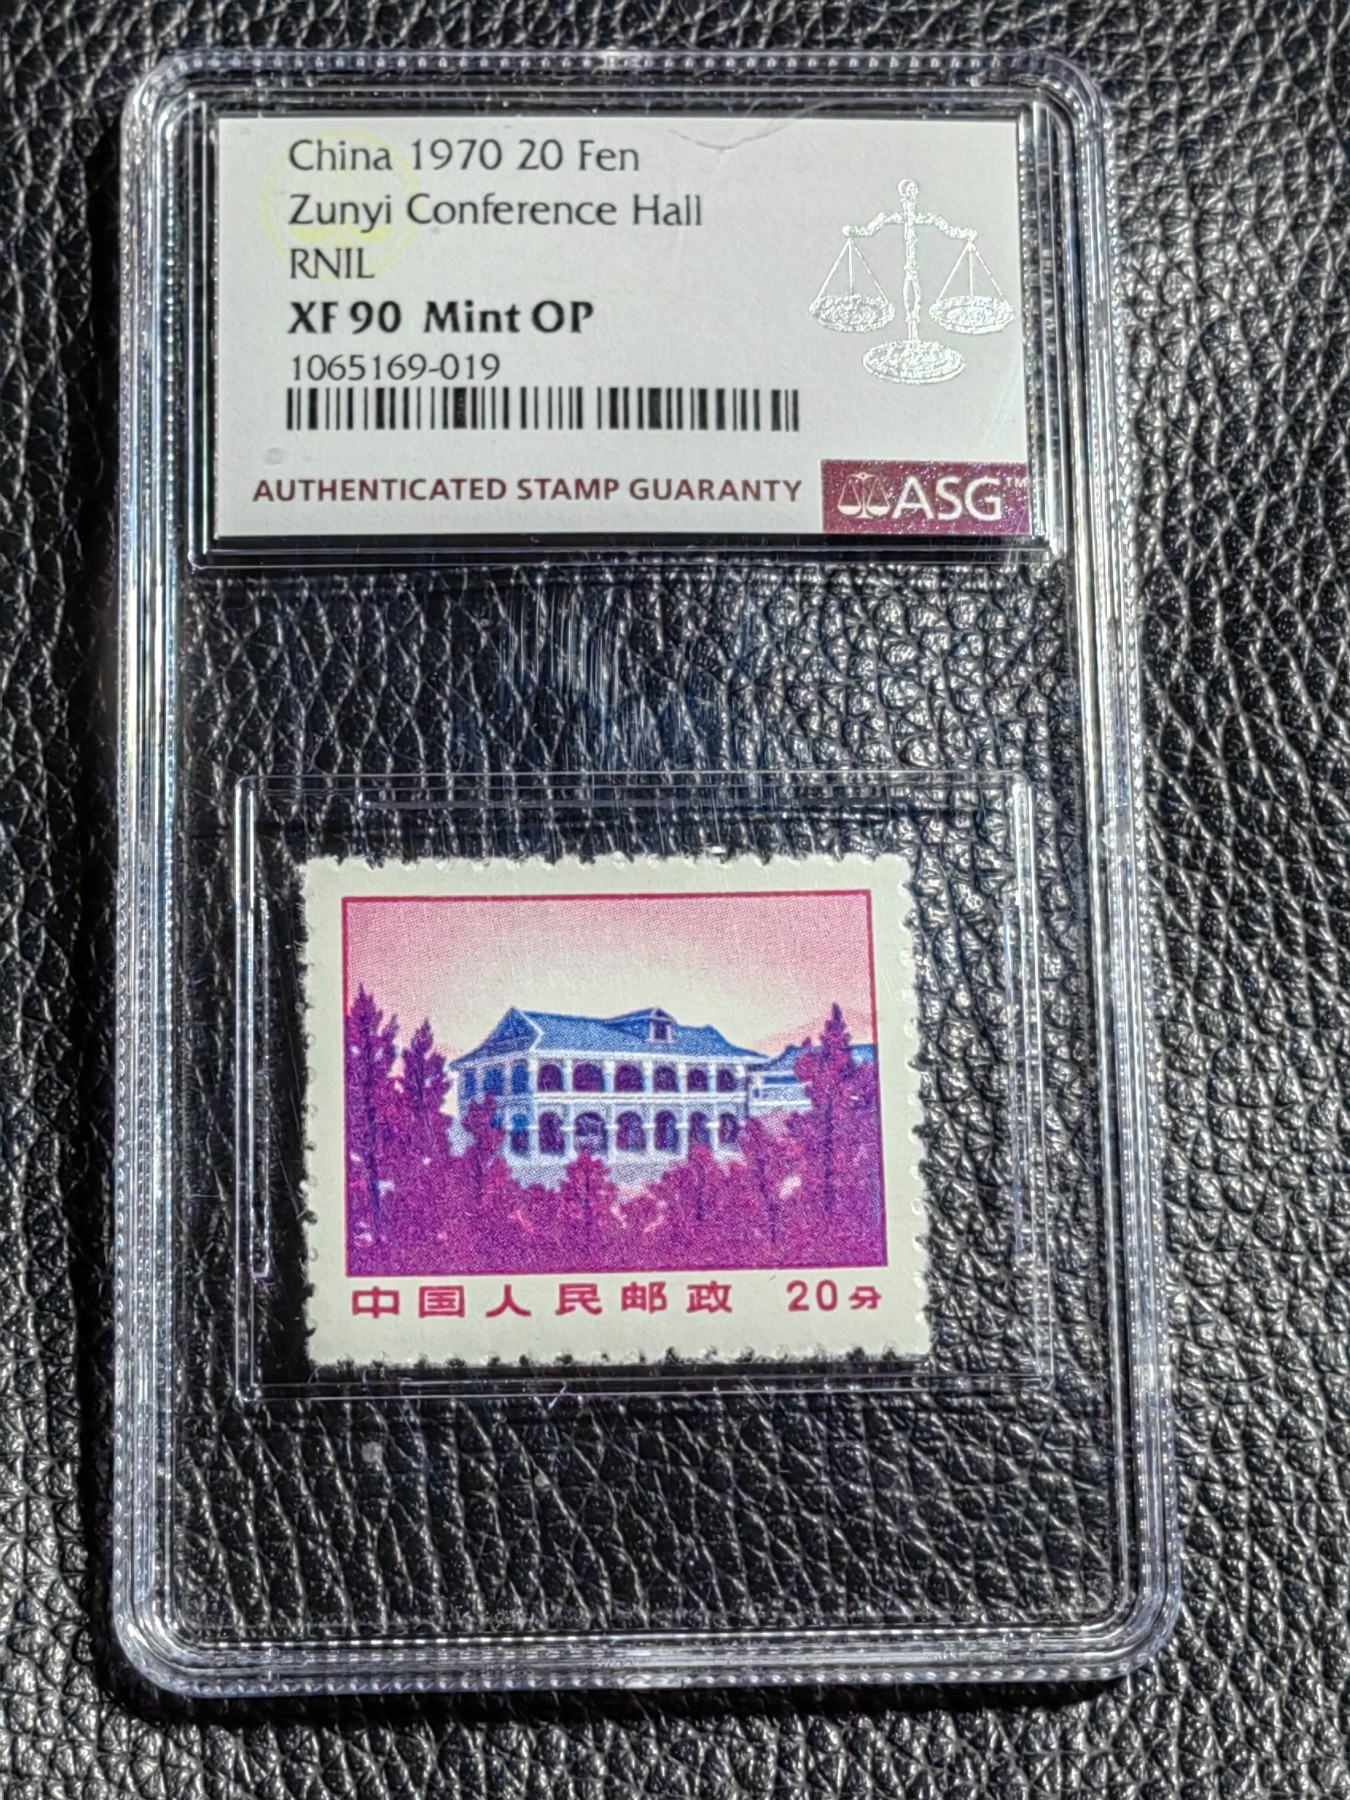 China 1970 20 Fen
Zunyi Conference Hall
RNIL
XF 90 Mint OP
1065169-019
AUTHENTICATED STAMP GUARANTY
ASG™
中国人民邮政 20分